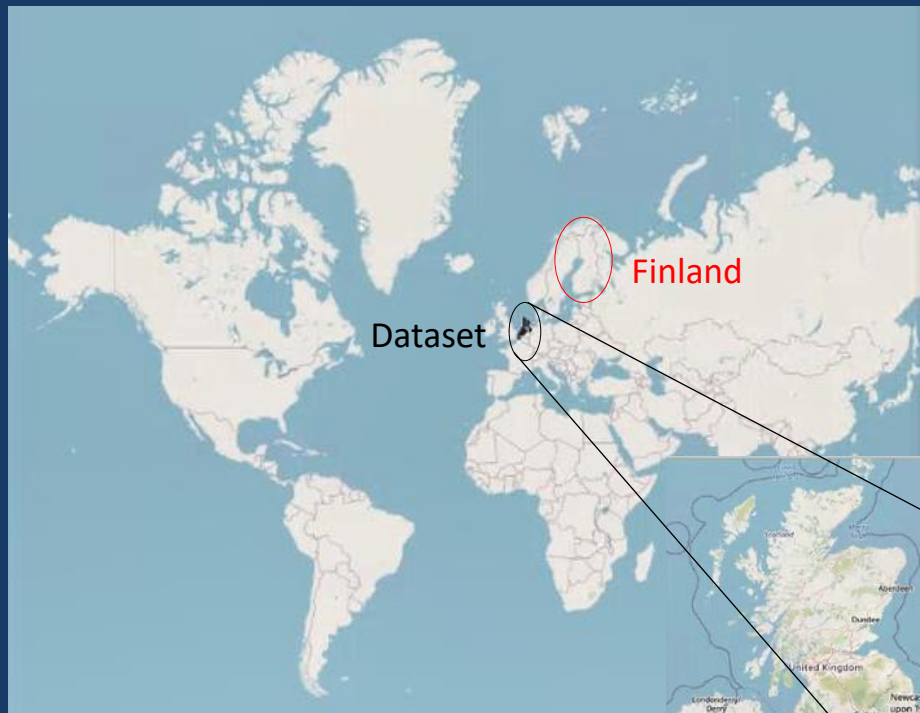 Finland
Dataset
Scotland
Aberdeen
Dundee
United Kingdom
Newca
upon T
Londonderry/
Derry